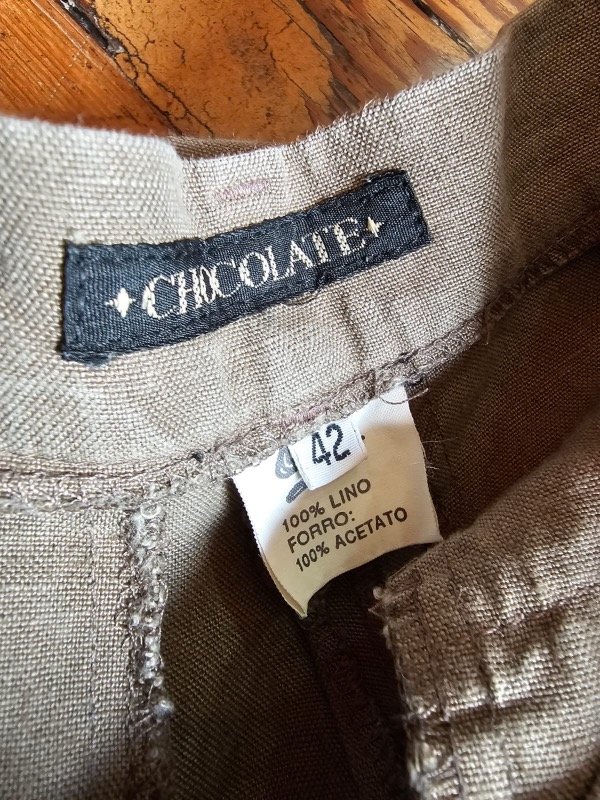 CHOCOLATE
42
100% LINO
FORRO:
100% ACETATO